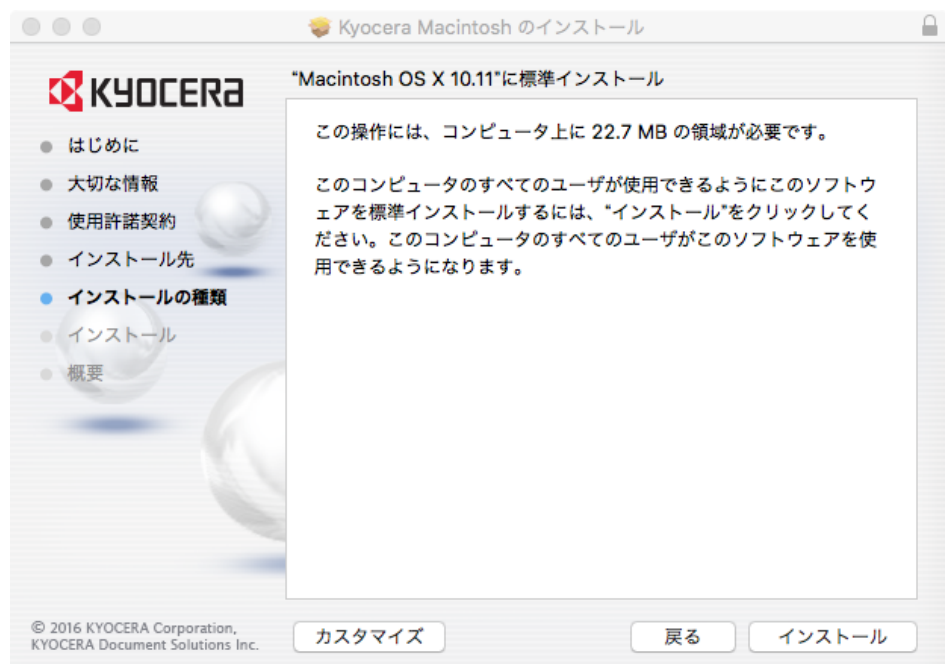 Kyocera Macintosh のインストール
KYOCERA
"Macintosh OS X 10.11"に標準インストール
はじめに
大切な情報
使用許諾契約
インストール先
インストールの種類
インストール
概要
この操作には、コンピュータ上に 22.7 MB の領域が必要です。
このコンピュータのすべてのユーザが使用できるようにこのソフトウ
ェアを標準インストールするには、"インストール"をクリックしてく
ださい。このコンピュータのすべてのユーザがこのソフトウェアを使
用できるようになります。
© 2016 KYOCERA Corporation,
KYOCERA Document Solutions Inc.
カスタマイズ
戻る
インストール